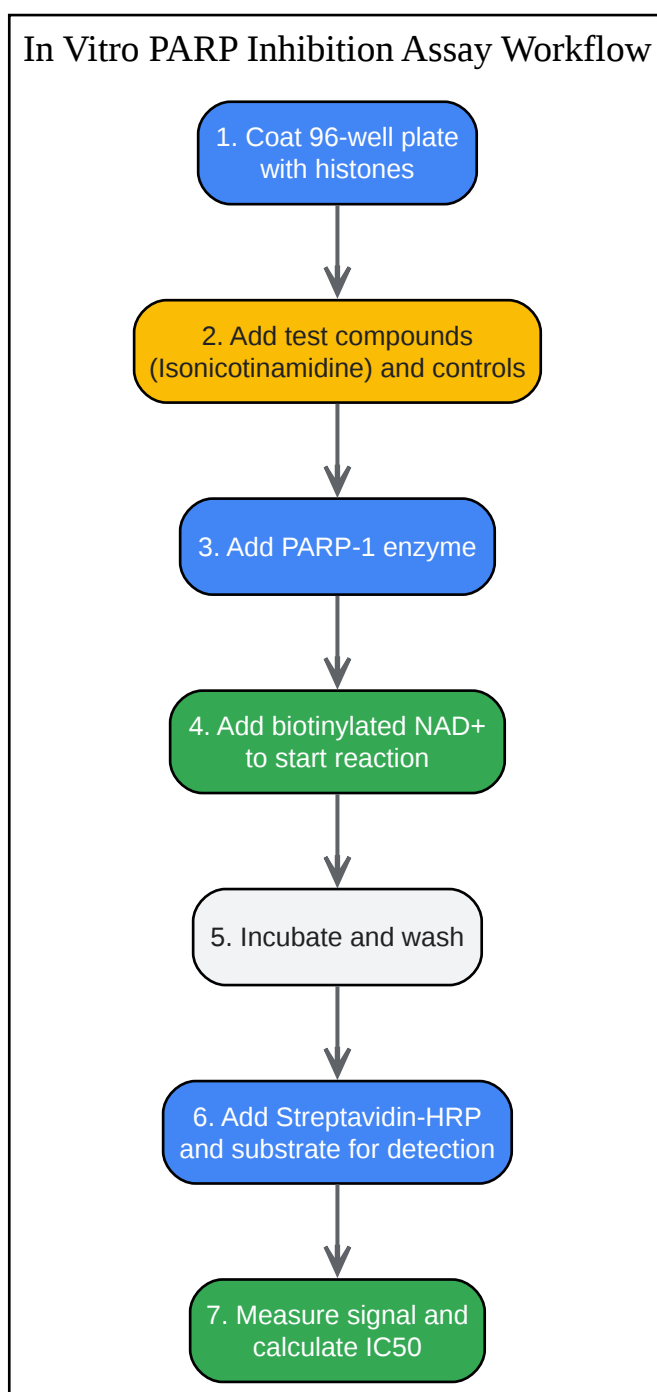 In Vitro PARP Inhibition Assay Workflow
1. Coat 96-well plate
with histones
2. Add test compounds
(Isonicotinamidine) and controls
3. Add PARP-1 enzyme
4. Add biotinylated NAD+
to start reaction
5. Incubate and wash
6. Add Streptavidin-HRP
and substrate for detection
7. Measure signal and
calculate IC50